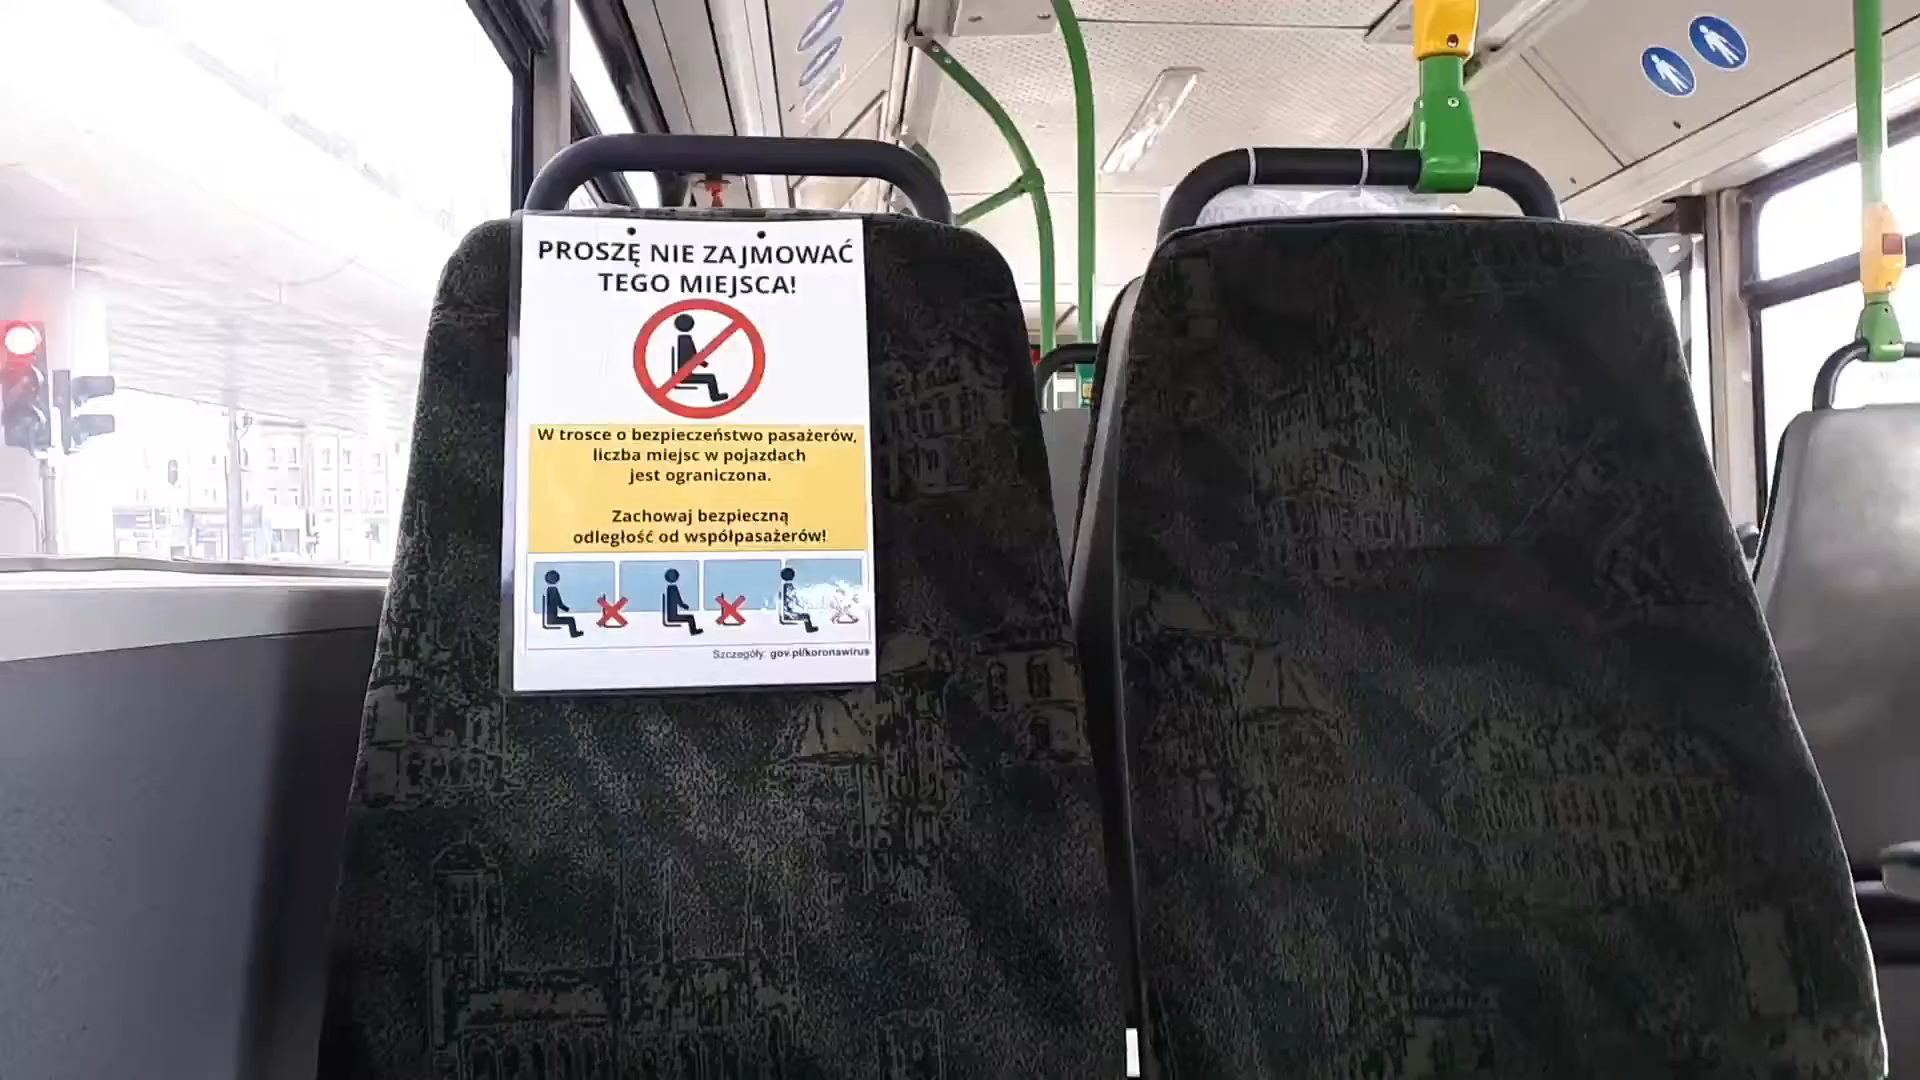 PROSZĘ NIE ZAJMOWAĆ
TEGO MIEJSCA!
W trosce o bezpieczeństwo pasażerów,
liczba miejsc w pojazdach
jest ograniczona.
Zachowaj bezpieczną
odległość od współpasażerów!
Szczegóły: gov.pl/koronawirus